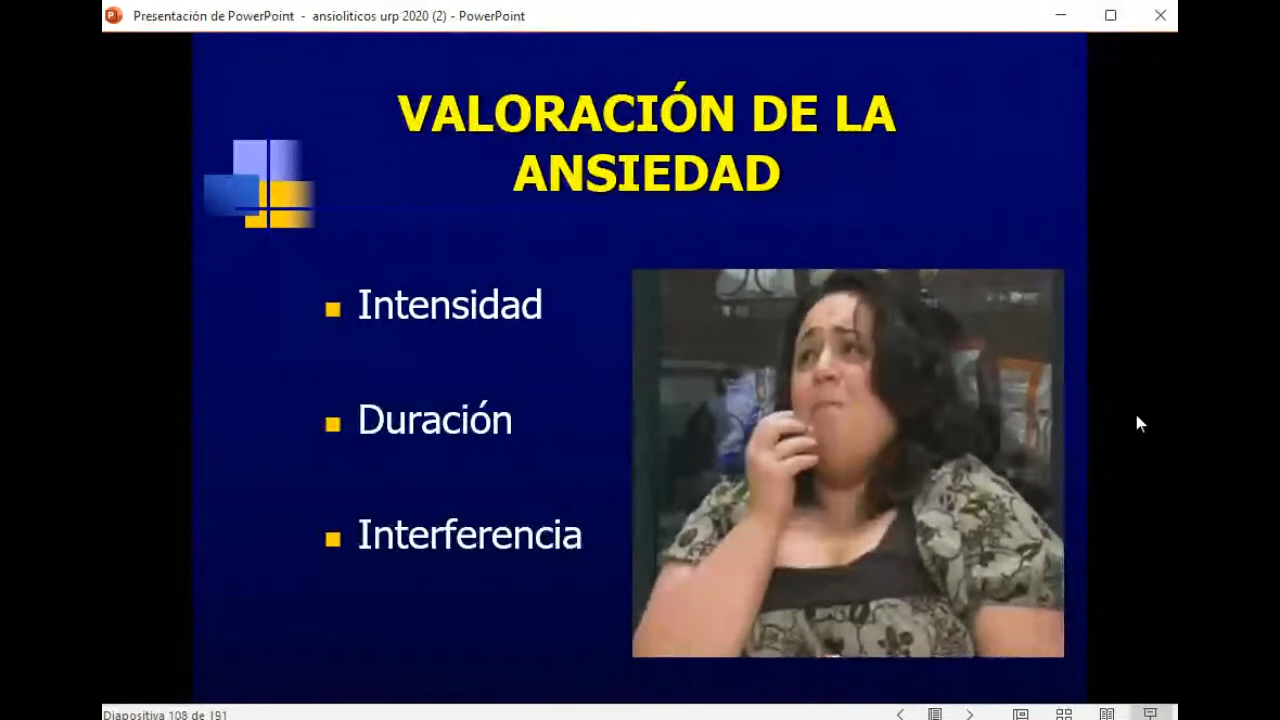 Presentación de PowerPoint - ansioliticos urp 2020 (2) - PowerPoint
VALORACIÓN DE LA
ANSIEDAD
Intensidad
Duración
Interferencia
Diapositiva 108 de 191